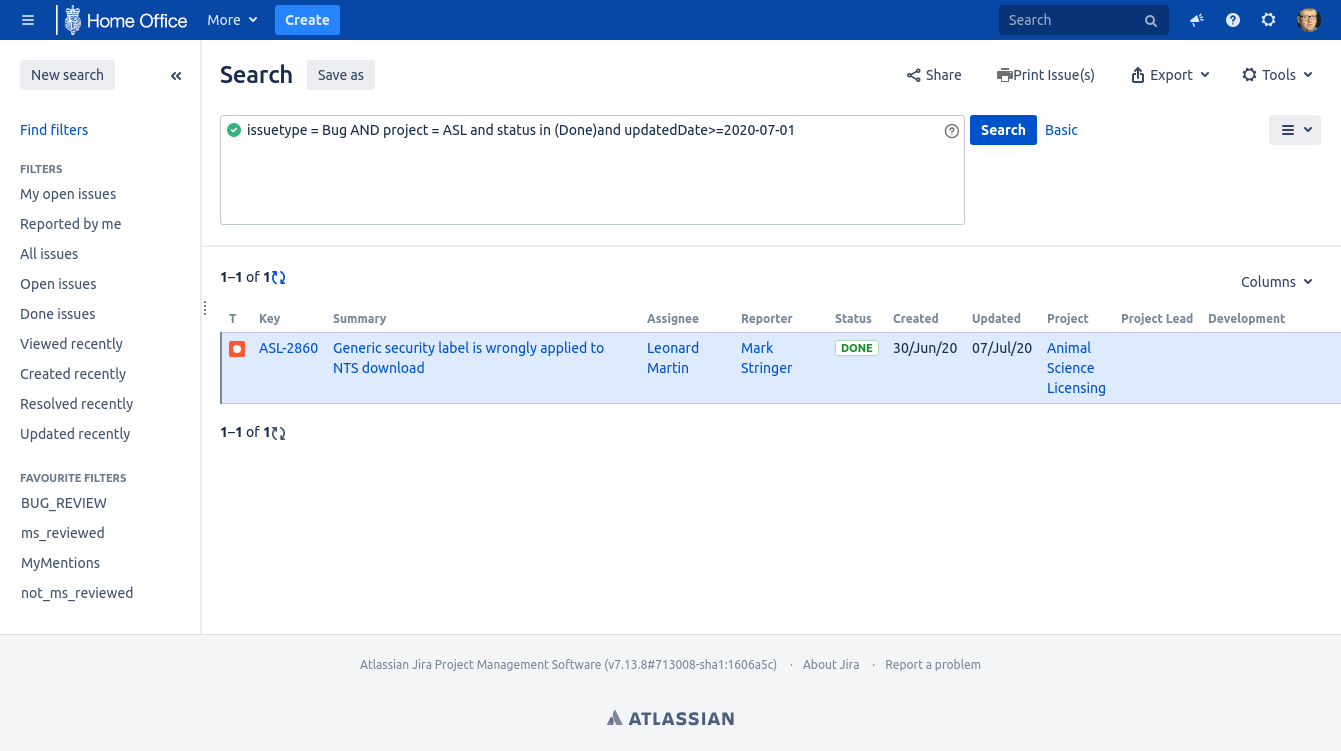 Home Office More Create Search
New search «
Find filters
FILTERS
My open issues
Reported by me
All issues
Open issues
Done issues
Viewed recently
Created recently
Resolved recently
Updated recently
FAVOURITE FILTERS
BUG_REVIEW
ms_reviewed
MyMentions
not_ms_reviewed
Search Save as Share Print Issue(s) Export Tools
issuetype = Bug AND project = ASL and status in (Done)and updatedDate>=2020-07-01 Search Basic
1–1 of 1 Columns
T Key Summary Assignee Reporter Status Created Updated Project Project Lead Development
ASL-2860 Generic security label is wrongly applied to Leonard Mark DONE 30/Jun/20 07/Jul/20 Animal
NTS download Martin Stringer Science
Licensing
1–1 of 1
Atlassian Jira Project Management Software (v7.13.8#713008-sha1:1606a5c) · About Jira · Report a problem
ATLASSIAN